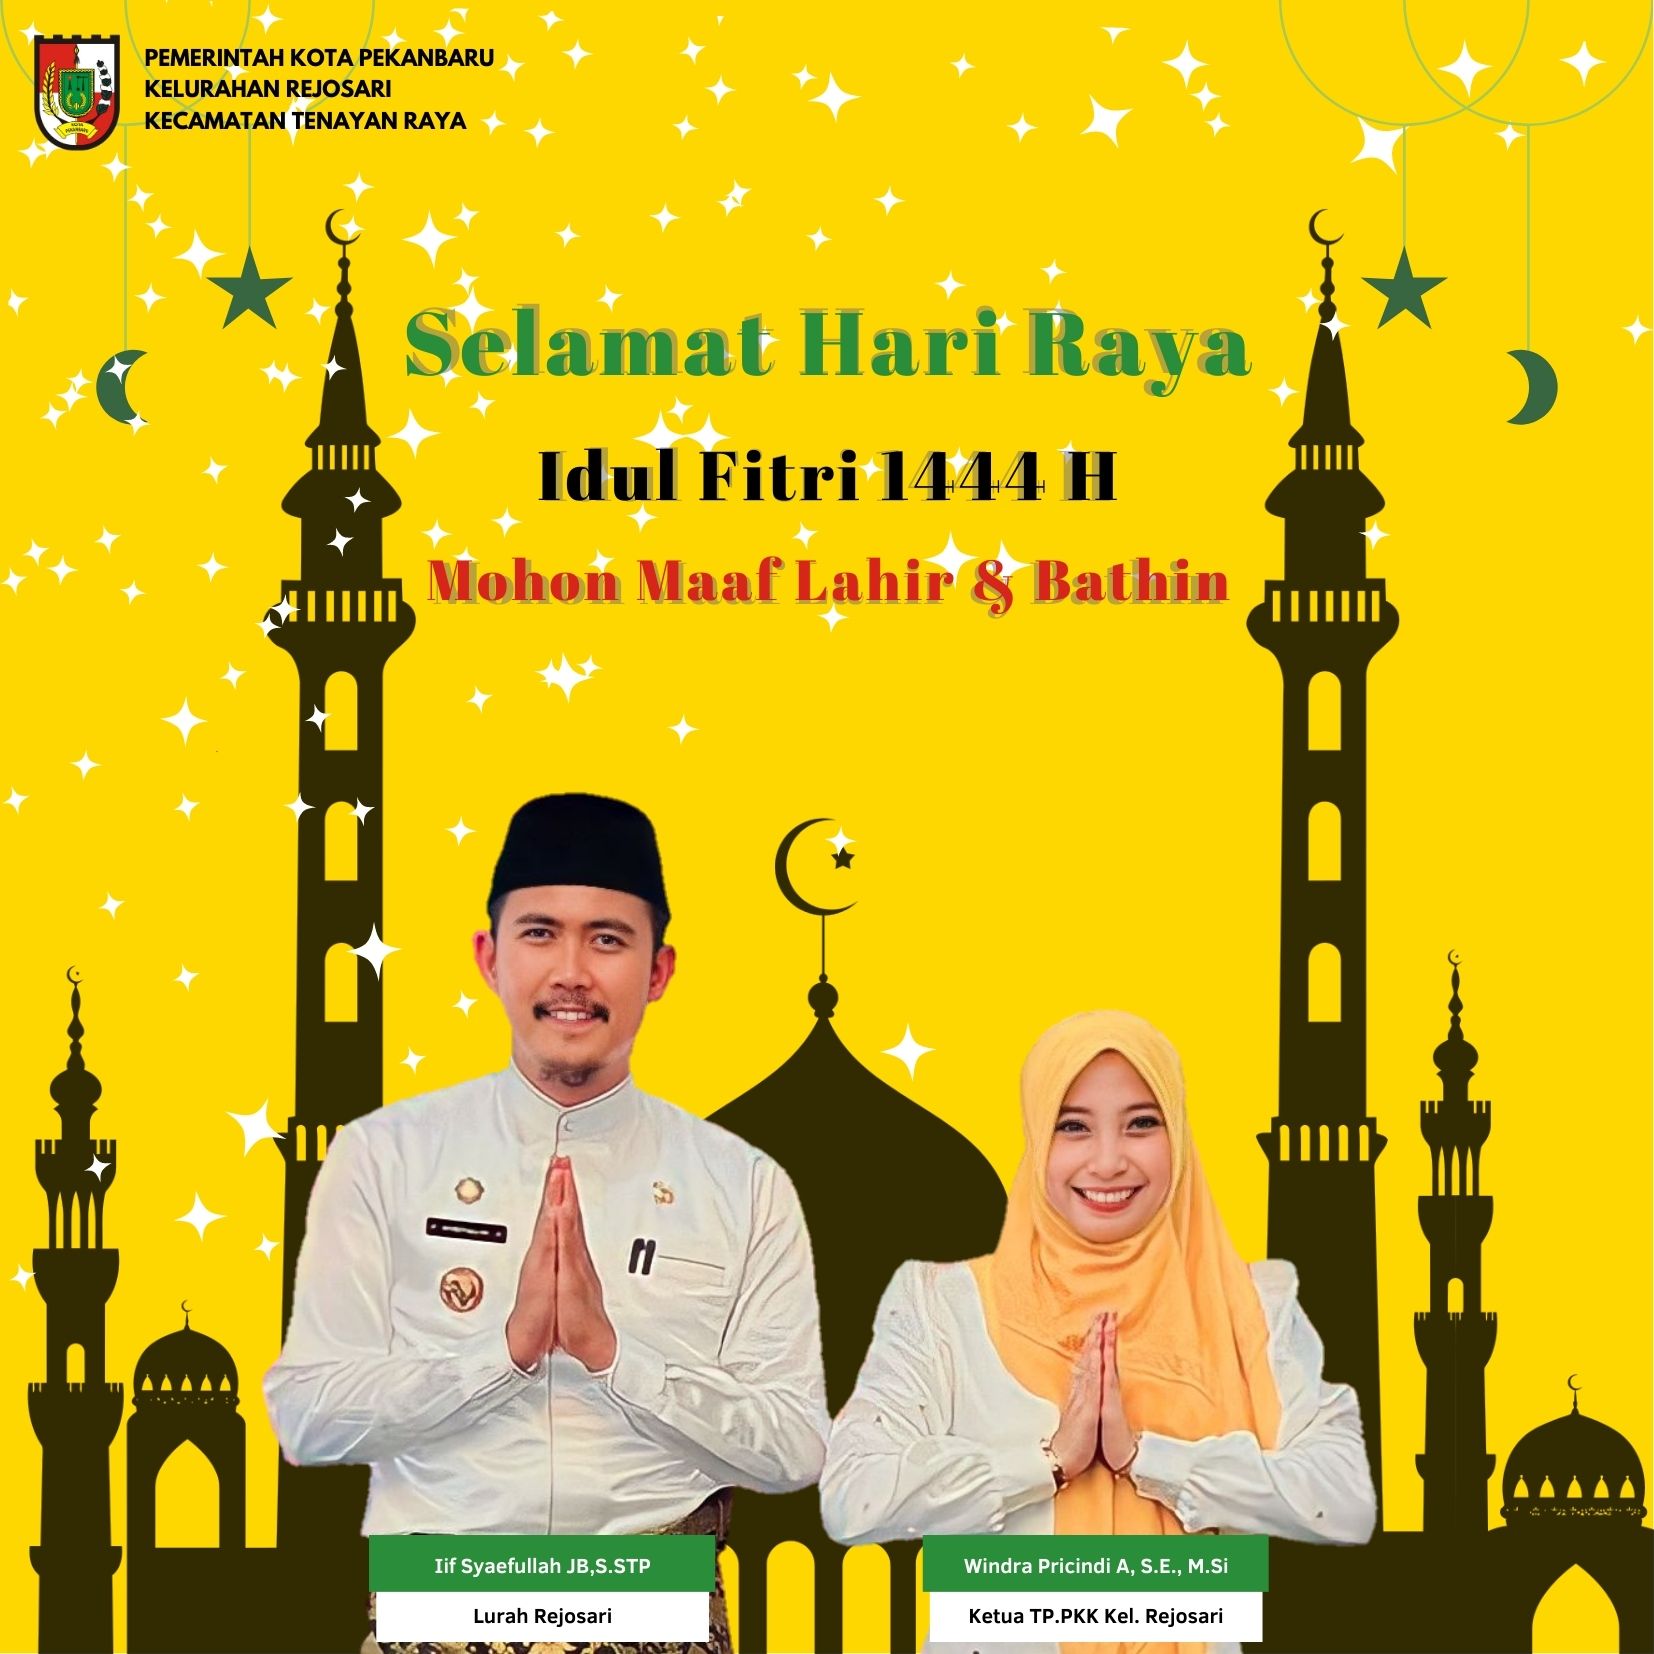 PEMERINTAH KOTA PEKANBARU
KELURAHAN REJOSARI
KECAMATAN TENAYAN RAYA
Selamat Hari Raya
Idul Fitri 1444 H
Mohon Maaf Lahir & Bathin
Iif Syaefullah JB,S.STP
Lurah Rejosari
Windra Pricindi A, S.E., M.Si
Ketua TP.PKK Kel. Rejosari